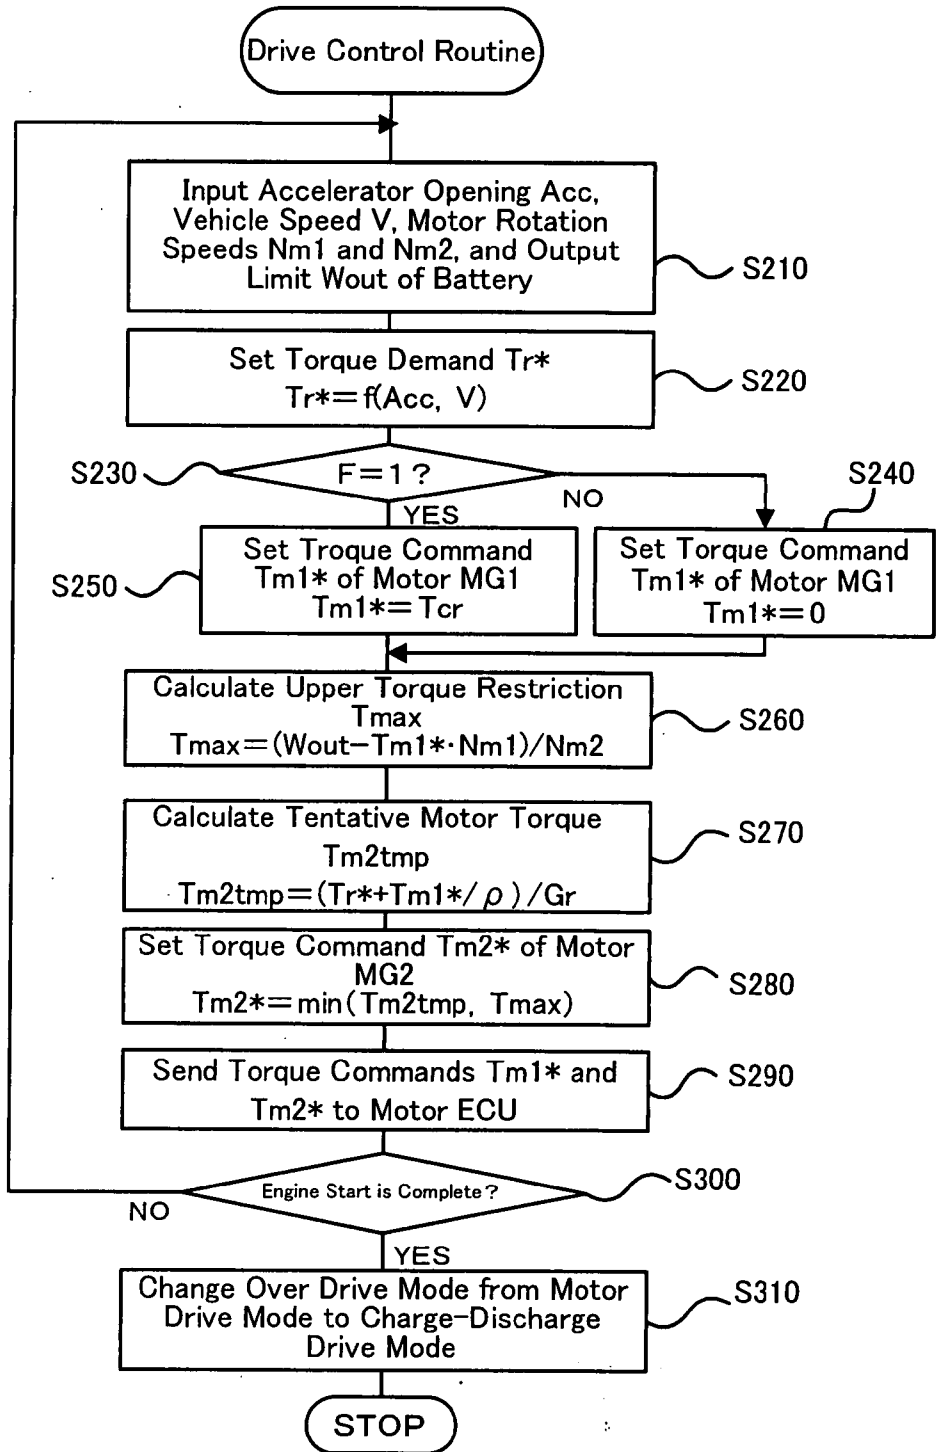 Drive Control Routine
Input Accelerator Opening Acc,
Vehicle Speed V, Motor Rotation
Speeds Nm1 and Nm2, and Output
Limit Wout of Battery
S210
Set Torque Demand Tr*
Tr*=f(Acc, V)
S220
S230
F=1?
NO
YES
S240
Set Torque Command
Tm1* of Motor MG1
Tm1*=0
S250
Set Troque Command
Tm1* of Motor MG1
Tm1*=Tcr
Calculate Upper Torque Restriction
Tmax
Tmax=(Wout-Tm1*·Nm1)/Nm2
S260
Calculate Tentative Motor Torque
Tm2tmp
Tm2tmp=(Tr*+Tm1*/ρ)/Gr
S270
Set Torque Command Tm2* of Motor
MG2
Tm2*=min(Tm2tmp, Tmax)
S280
Send Torque Commands Tm1* and
Tm2* to Motor ECU
S290
Engine Start is Complete?
S300
NO
YES
Change Over Drive Mode from Motor
Drive Mode to Charge-Discharge
Drive Mode
S310
STOP